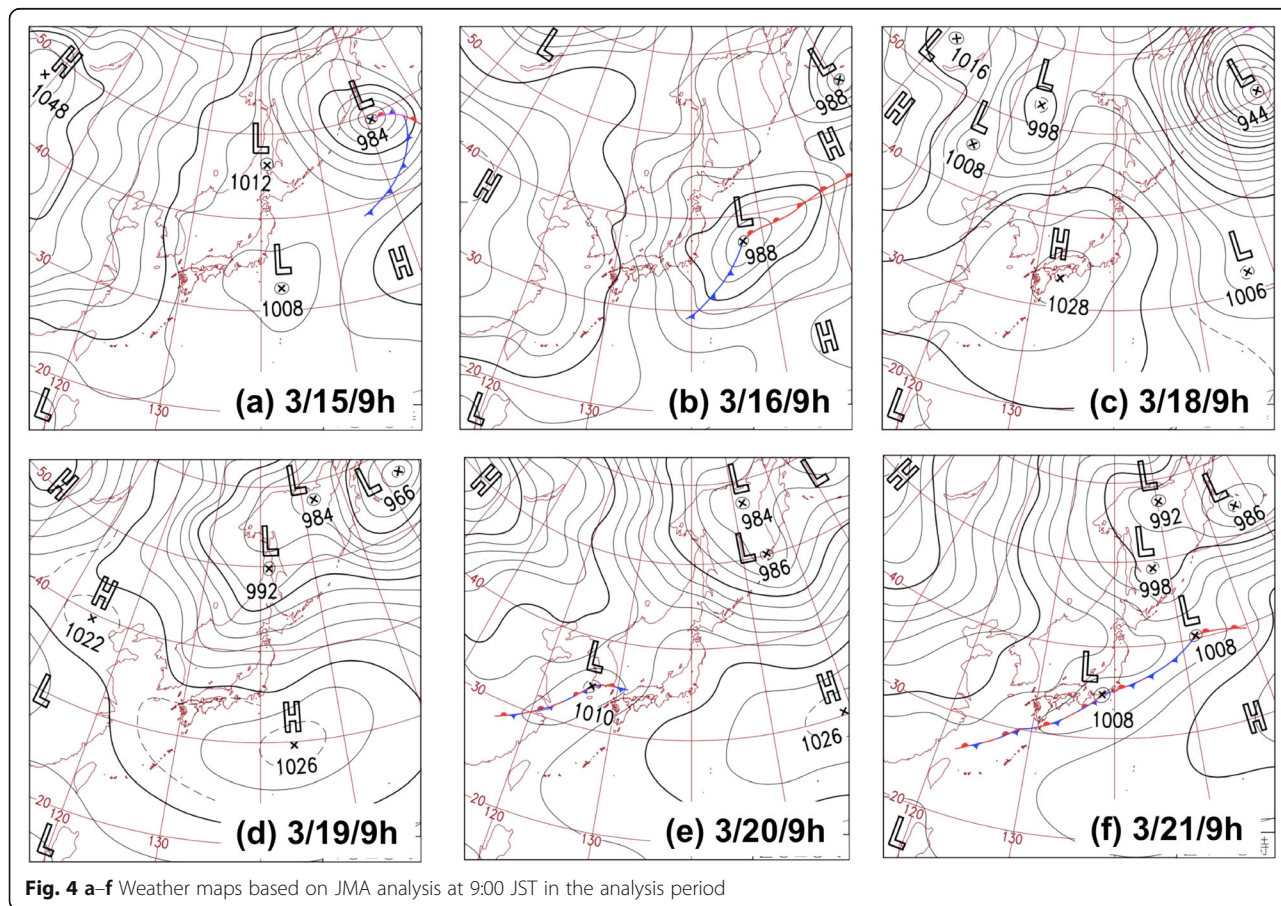 50
H
1048
L
984
L
1012
40
H
30
L
1008
20
120
L
130
(a) 3/15/9h
50
L
L
988
H
40
H
L
988
30
H
20
120
L
130
(b) 3/16/9h
50
L
1016
L
998
L
944
H
L
1008
40
H
1028
L
1006
30
20
120
L
130
(c) 3/18/9h
50
H
L
984
L
966
L
992
40
H
1022
L
30
H
1026
20
120
L
130
(d) 3/19/9h
50
H
L
984
L
L
986
40
L
1010
H
1026
30
20
120
130
(e) 3/20/9h
50
H
L
992
L
986
L
998
40
L
1008
L
1008
H
30
20
120
L
130
(f) 3/21/9h
時
Fig. 4 a–f Weather maps based on JMA analysis at 9:00 JST in the analysis period